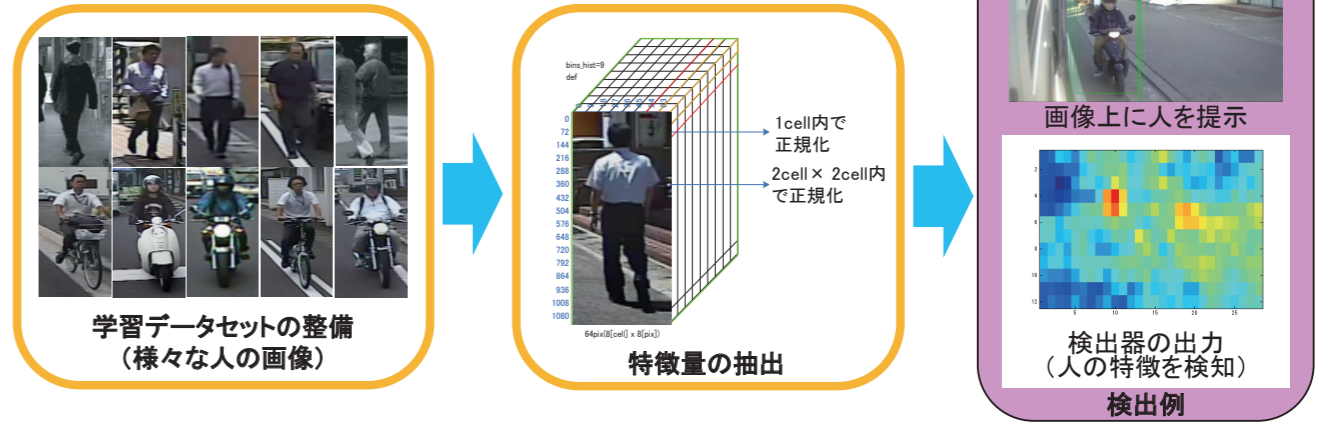 学習データセットの整備
（様々な人の画像）
bins_hist=9
def
0
72
144
216
288
360
432
504
576
648
720
792
864
936
1008
1080
64pix(8[cell] x 8[pix])
1cell内で
正規化
2cell× 2cell内
で正規化
特徴量の抽出
画像上に人を提示
2
4
6
8
10
12
5 10 15 20 25
検出器の出力
（人の特徴を検知）
検出例